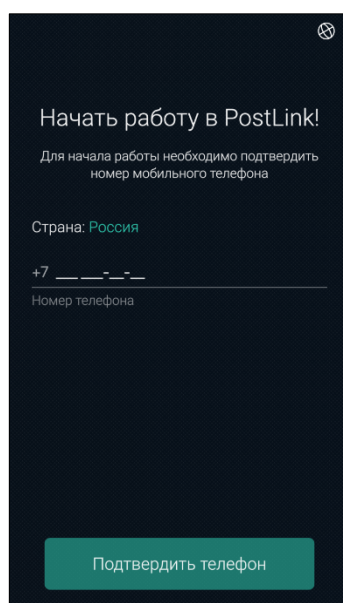 Начать работу в PostLink!
Для начала работы необходимо подтвердить
номер мобильного телефона
Страна: Россия
+7 ___ ___-__-__
Номер телефона
Подтвердить телефон